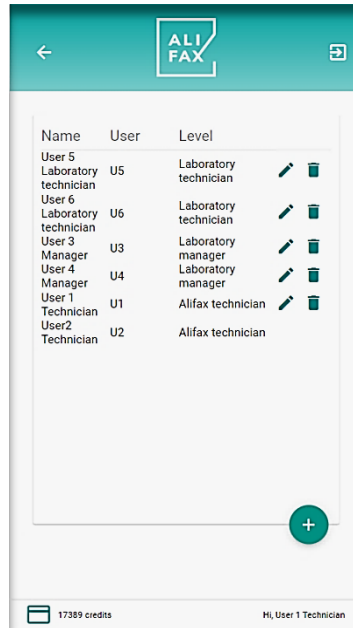 ALI
FAX
Name User Level
User 5
Laboratory
technician
U5
Laboratory
technician
User 6
Laboratory
technician
U6
Laboratory
technician
User 3
Manager
U3
Laboratory
manager
User 4
Manager
U4
Laboratory
manager
User 1
Technician
U1
Alifax technician
User2
Technician
U2
Alifax technician
+
17389 credits
Hi, User 1 Technician